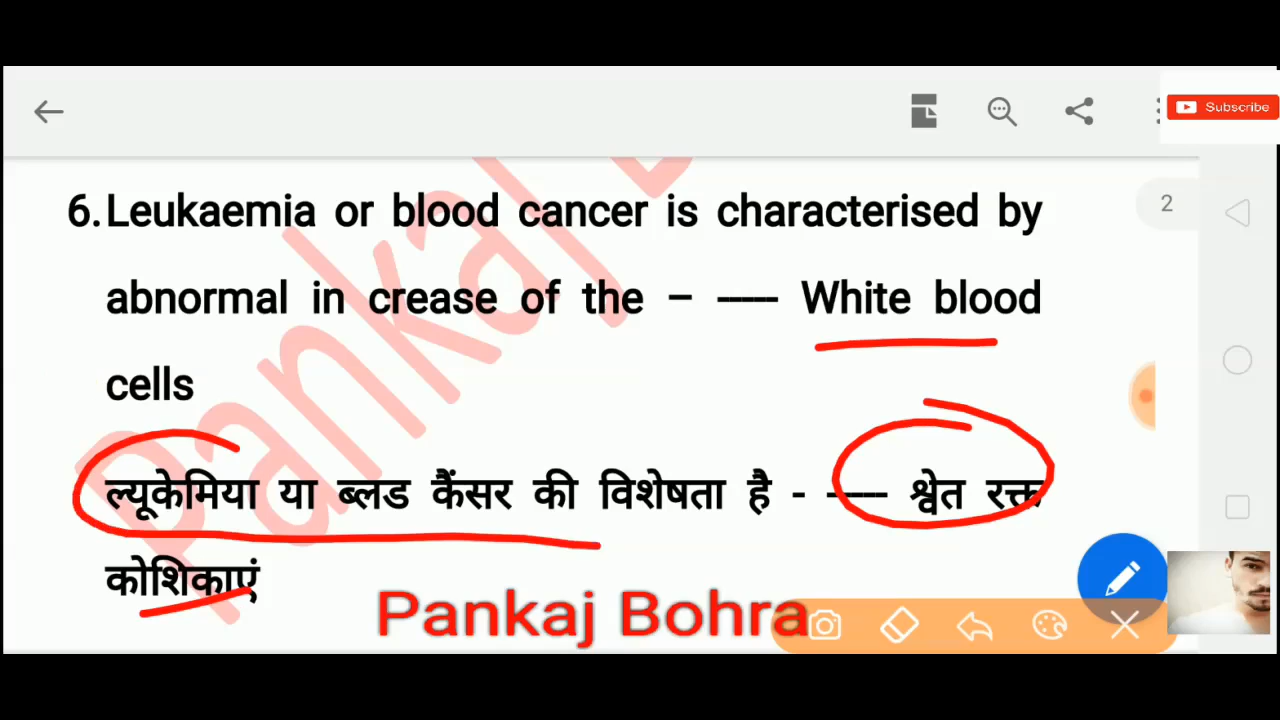 Subscribe
2
6. Leukaemia or blood cancer is characterised by
abnormal in crease of the – ----- White blood
cells
ल्यूकेमिया या ब्लड कैंसर की विशेषता है - ----- श्वेत रक्त
कोशिकाएं
Pankaj Bohra
Pankaj